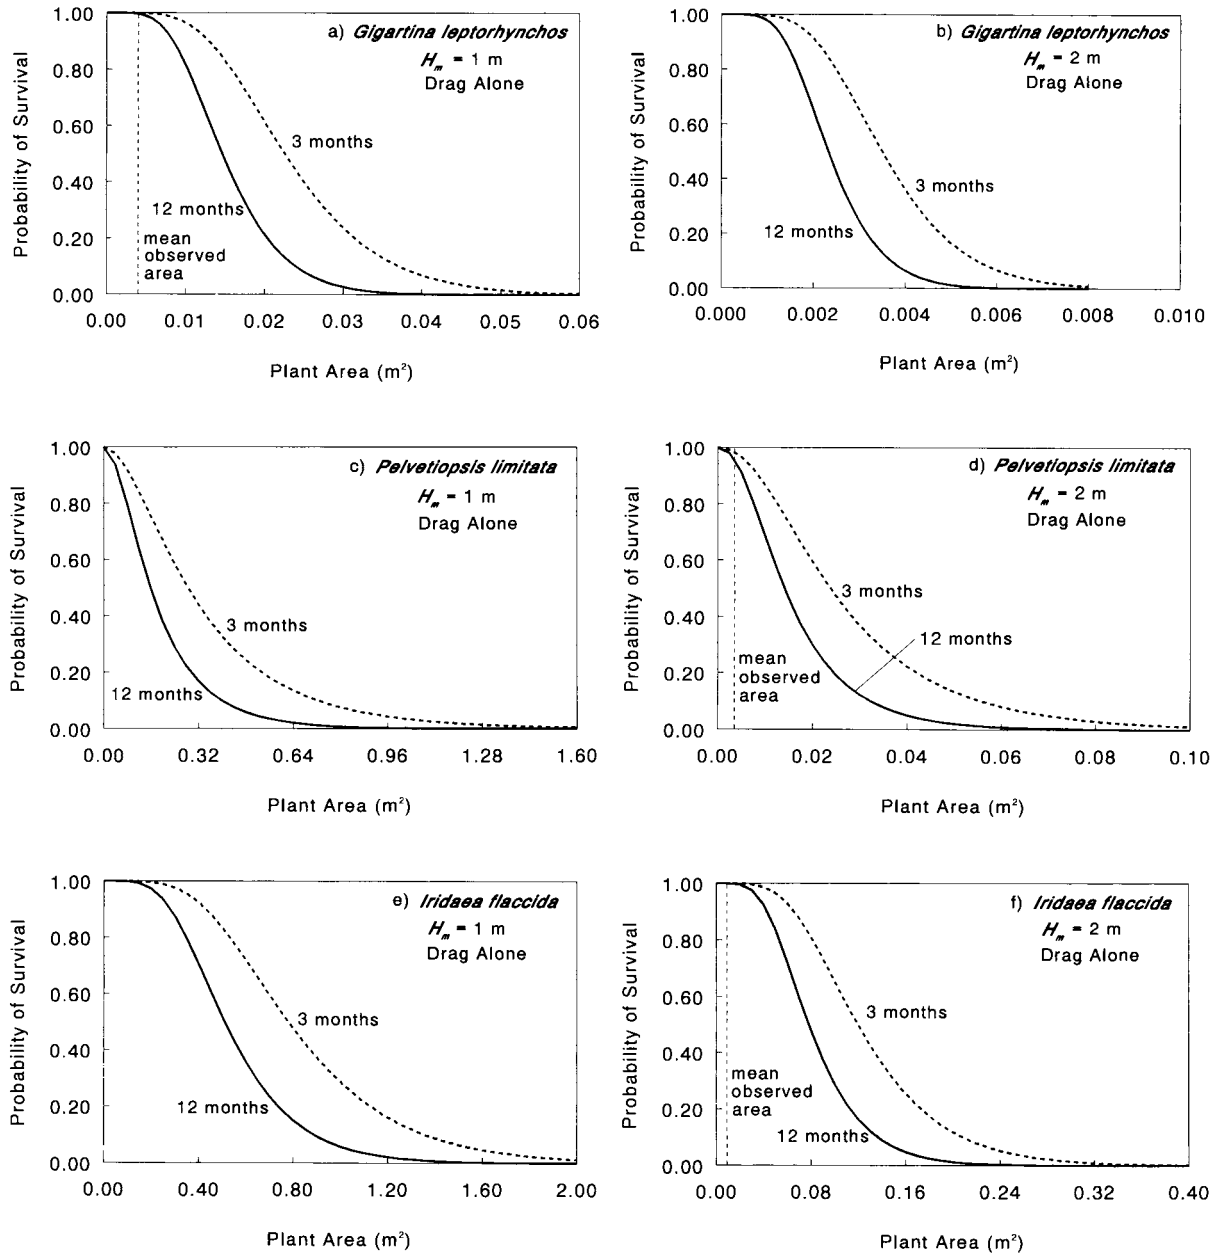 a) Gigartina leptorhynchos
Hm = 1 m
Drag Alone
Probability of Survival
1.00
0.80
0.60
0.40
0.20
0.00
3 months
12 months
mean
observed
area
0.00 0.01 0.02 0.03 0.04 0.05 0.06
Plant Area (m²)
b) Gigartina leptorhynchos
Hm = 2 m
Drag Alone
Probability of Survival
1.00
0.80
0.60
0.40
0.20
0.00
3 months
12 months
0.000 0.002 0.004 0.006 0.008 0.010
Plant Area (m²)
c) Pelvetiopsis limitata
Hm = 1 m
Drag Alone
Probability of Survival
1.00
0.80
0.60
0.40
0.20
0.00
3 months
12 months
0.00 0.32 0.64 0.96 1.28 1.60
Plant Area (m²)
d) Pelvetiopsis limitata
Hm = 2 m
Drag Alone
Probability of Survival
1.00
0.80
0.60
0.40
0.20
0.00
3 months
12 months
mean
observed
area
0.00 0.02 0.04 0.06 0.08 0.10
Plant Area (m²)
e) Iridaea flaccida
Hm = 1 m
Drag Alone
Probability of Survival
1.00
0.80
0.60
0.40
0.20
0.00
3 months
12 months
0.00 0.40 0.80 1.20 1.60 2.00
Plant Area (m²)
f) Iridaea flaccida
Hm = 2 m
Drag Alone
Probability of Survival
1.00
0.80
0.60
0.40
0.20
0.00
3 months
mean
observed
area
12 months
0.00 0.08 0.16 0.24 0.32 0.40
Plant Area (m²)